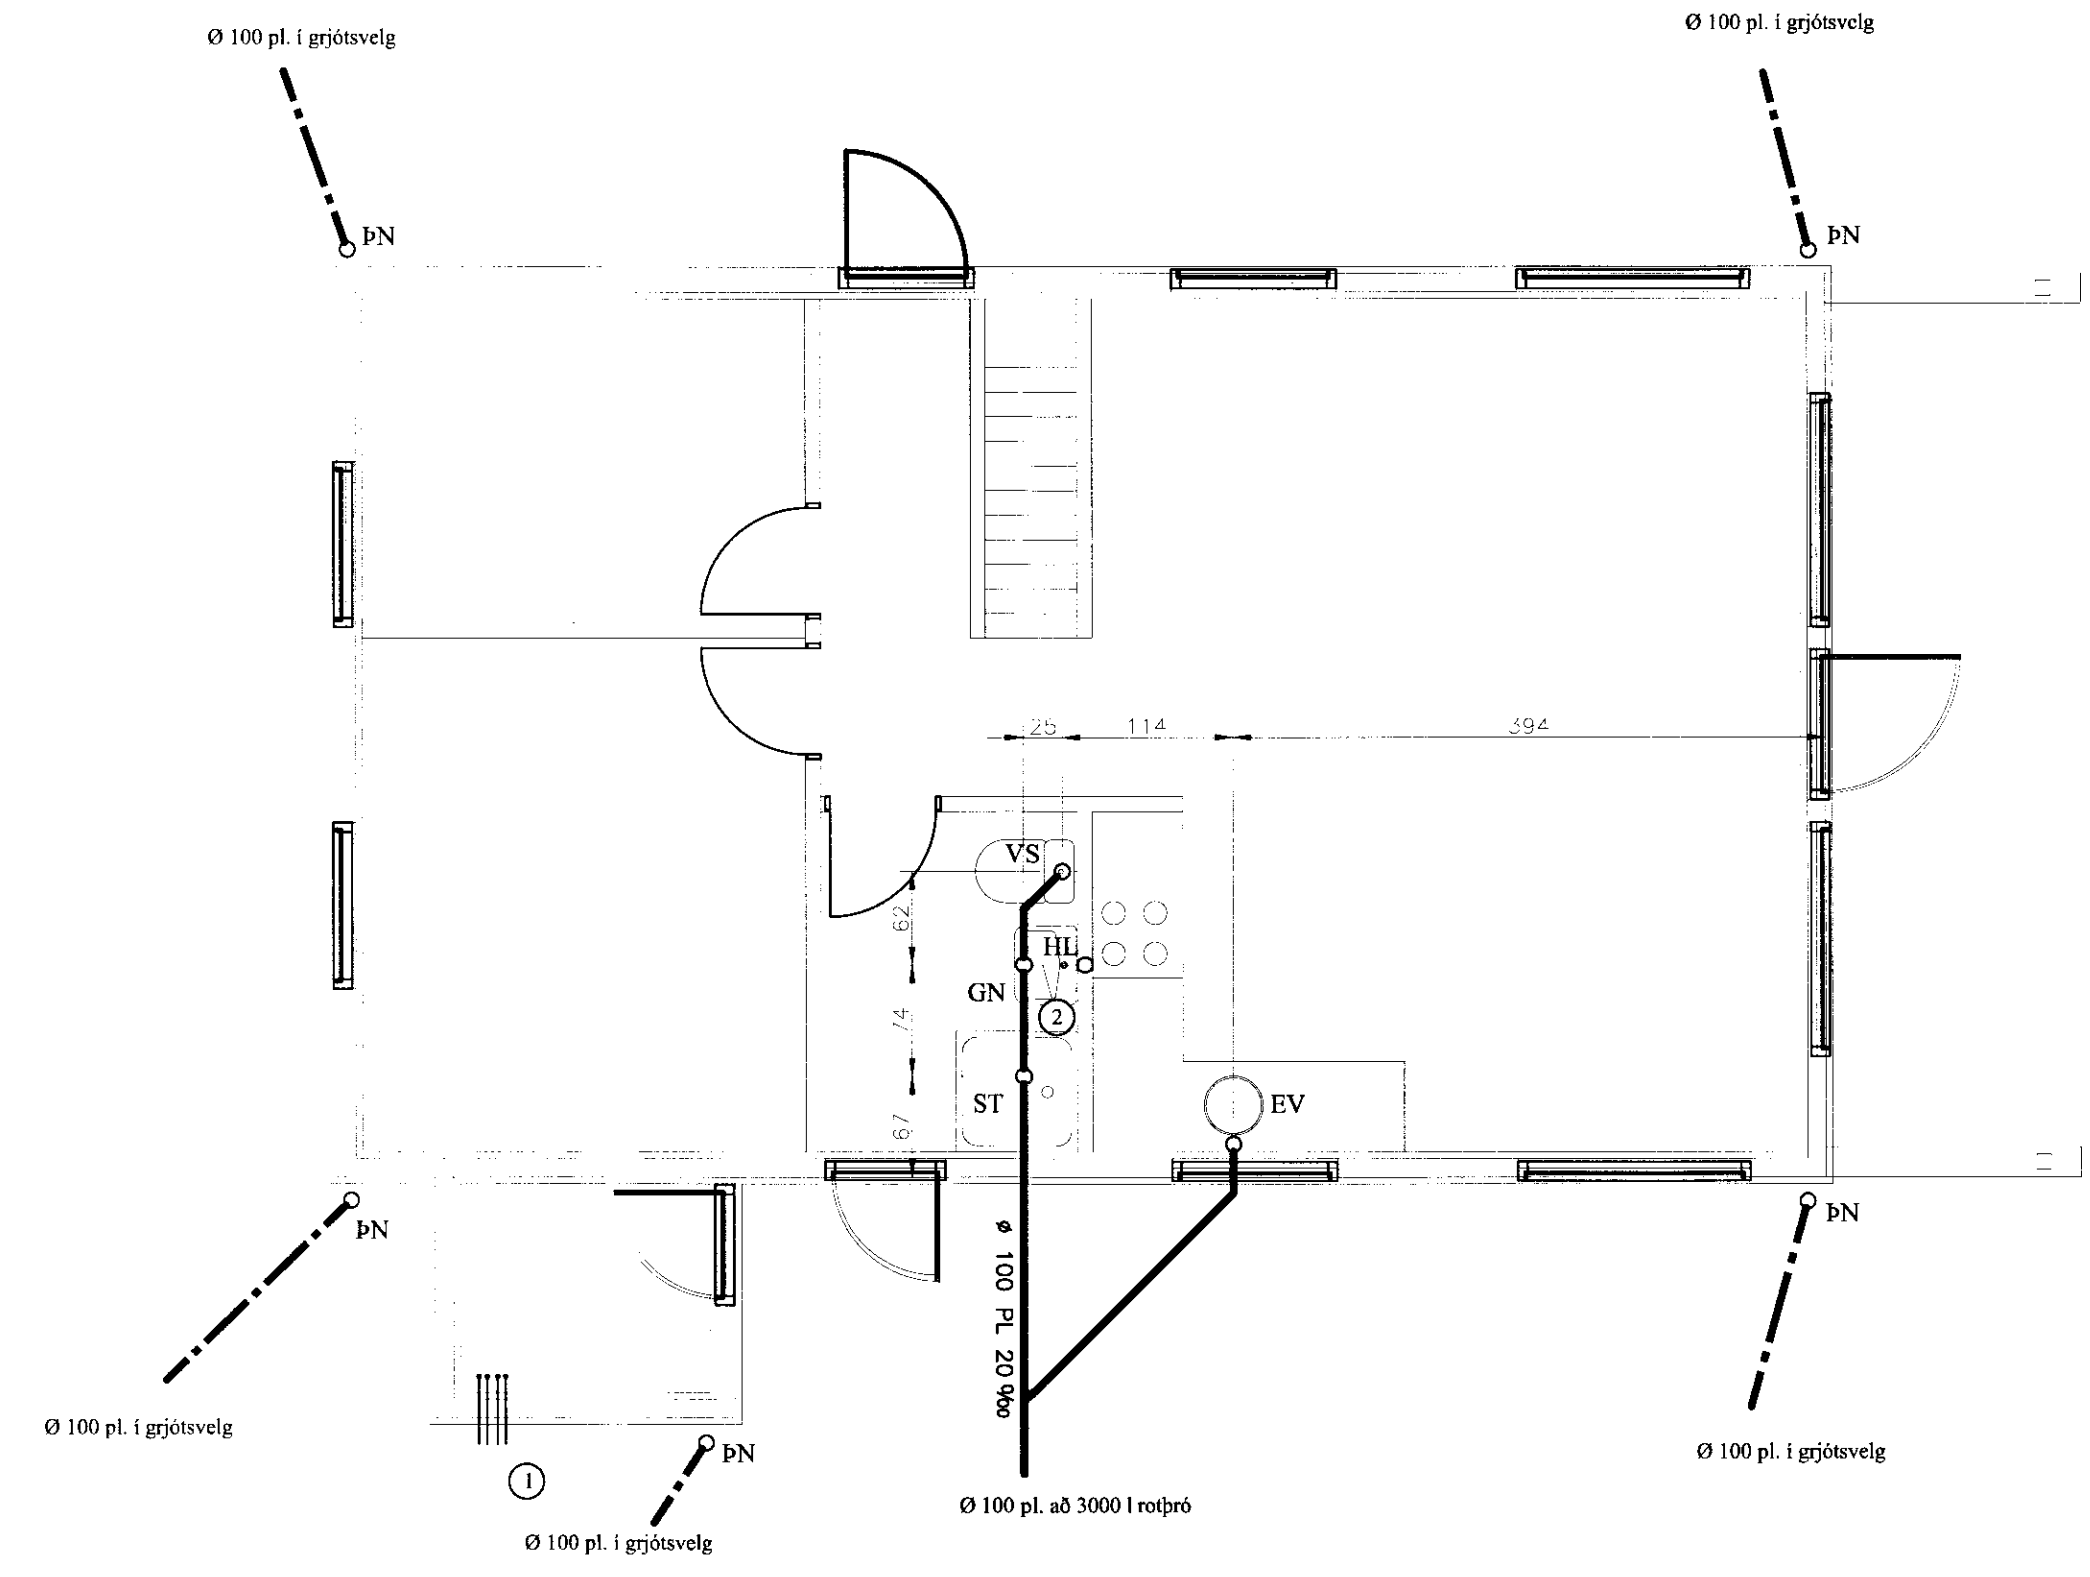 Ø 100 pl. í grjótsvelg
Ø 100 pl. í grjótsvelg
ÞN
ÞN
25
114
394
VS
62
HL
GN
2
74
ST
EV
67
ÞN
ÞN
ø 100 PL 20‰
Ø 100 pl. í grjótsvelg
ÞN
Ø 100 pl. í grjótsvelg
1
Ø 100 pl. að 3000 l rotþró
Ø 100 pl. í grjótsvelg